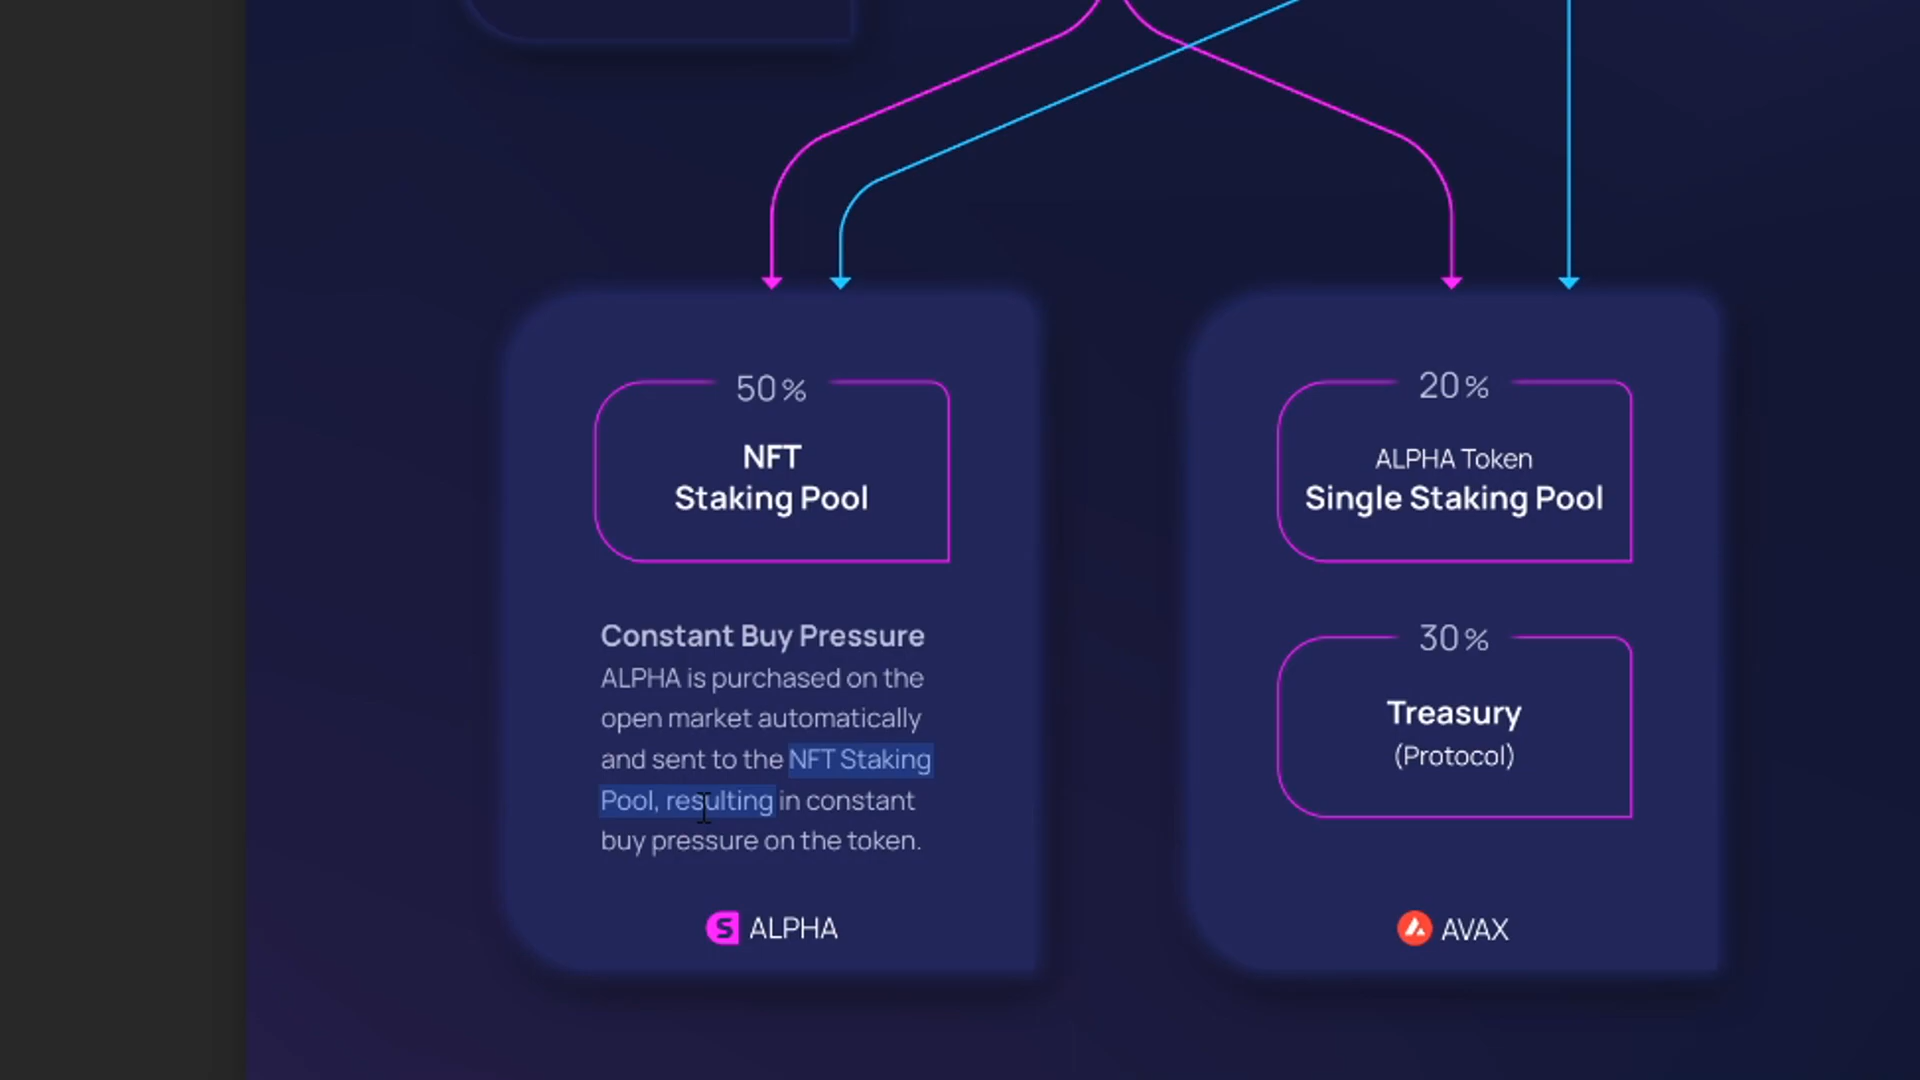 50%
NFT
Staking Pool
Constant Buy Pressure
ALPHA is purchased on the
open market automatically
and sent to the NFT Staking
Pool, resulting in constant
buy pressure on the token.
S ALPHA
20%
ALPHA Token
Single Staking Pool
30%
Treasury
(Protocol)
AVAX